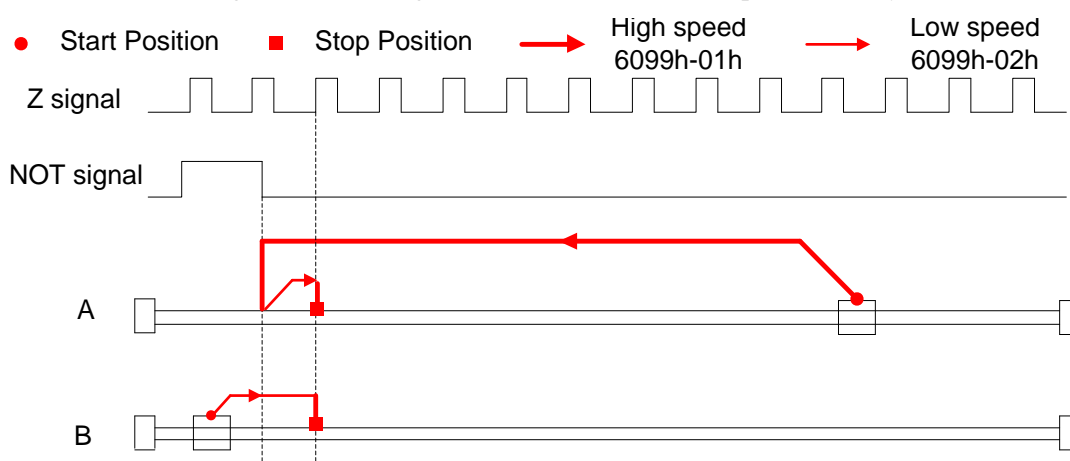 Start Position
Stop Position
High speed
6099h-01h
Low speed
6099h-02h
Z signal
NOT signal
A
B